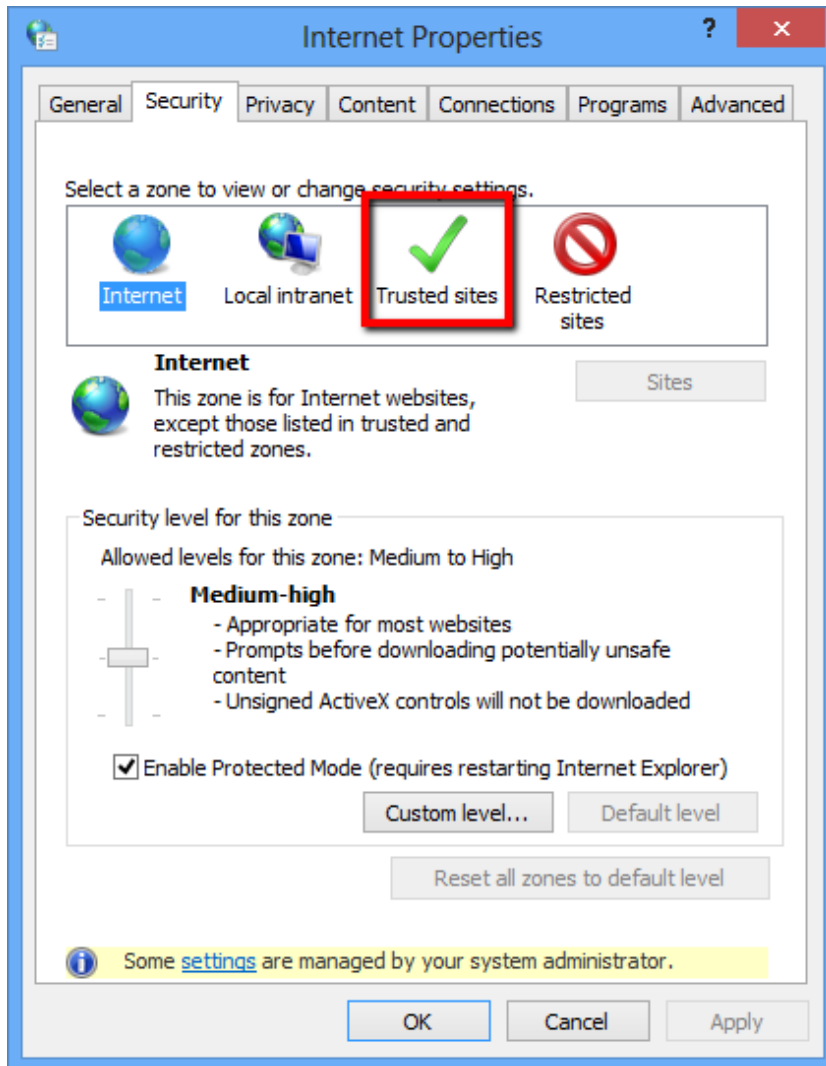 Internet Properties
?
General Security Privacy Content Connections Programs Advanced
Select a zone to view or change security settings.
Internet Local intranet Trusted sites Restricted
sites
Internet
Sites
This zone is for Internet websites,
except those listed in trusted and
restricted zones.
Security level for this zone
Allowed levels for this zone: Medium to High
Medium-high
- Appropriate for most websites
- Prompts before downloading potentially unsafe
content
- Unsigned ActiveX controls will not be downloaded
Enable Protected Mode (requires restarting Internet Explorer)
Custom level... Default level
Reset all zones to default level
Some settings are managed by your system administrator.
OK Cancel Apply